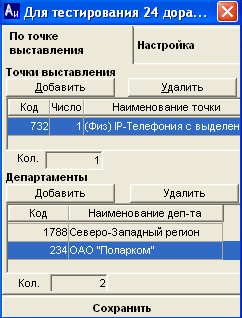 Для тестирования 24 дора...
По точке выставления
Настройка
Точки выставления
Добавить Удалить
Код Число Наименование точки
732 1 (Физ) IP-Телефония с выделен
Кол. 1
Департаменты
Добавить Удалить
Код Наименование деп-та
1788 Северо-Западный регион
234 ОАО "Поларком"
Кол. 2
Сохранить